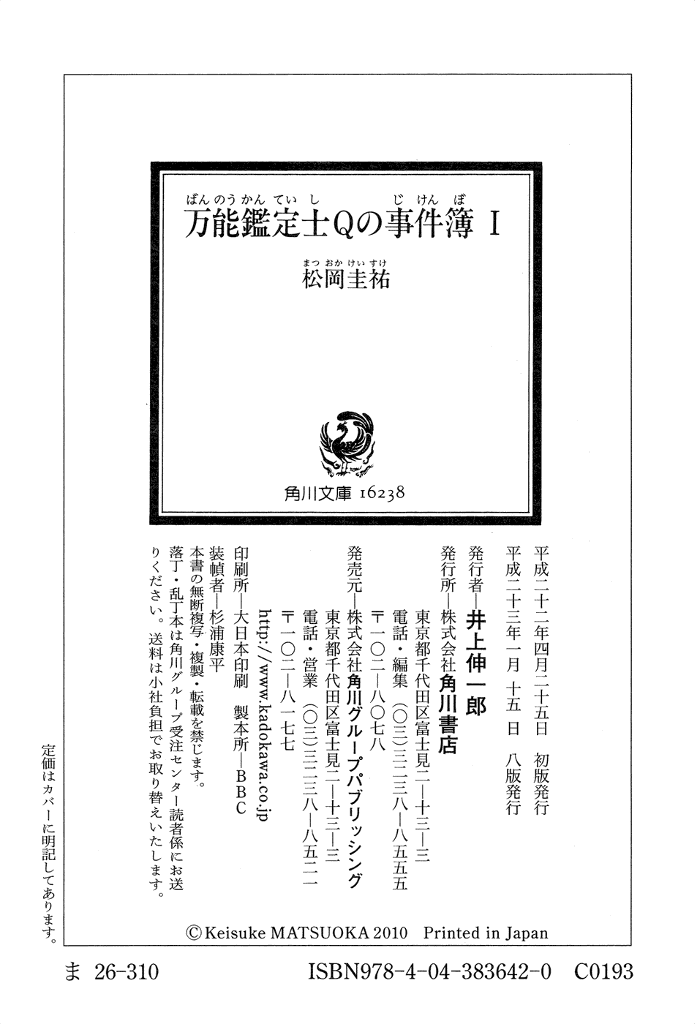 ばんのうかんていし じけんぼ
万能鑑定士Qの事件簿 I
まつおかけいすけ
松岡圭祐
角川文庫 16238
平成二十二年四月二十五日 初版発行
平成二十三年一月十五日 八版発行
発行者―井上伸一郎
発行所―株式会社角川書店
東京都千代田区富士見二―十三―三
電話・編集 (〇三)三二三八―八五五五
〒一〇二―八〇七八
発売元―株式会社角川グループパブリッシング
東京都千代田区富士見二―十三―三
電話・営業 (〇三)三二三八―八五二一
〒一〇二―八一七七
http://www.kadokawa.co.jp
印刷所―大日本印刷 製本所―BBC
装幀者―杉浦康平
本書の無断複写・複製・転載を禁じます。
落丁・乱丁本は角川グループ受注センター読者係にお送
りください。送料は小社負担でお取り替えいたします。
定価はカバーに明記してあります。
©Keisuke MATSUOKA 2010 Printed in Japan
ま 26-310 ISBN978-4-04-383642-0 C0193